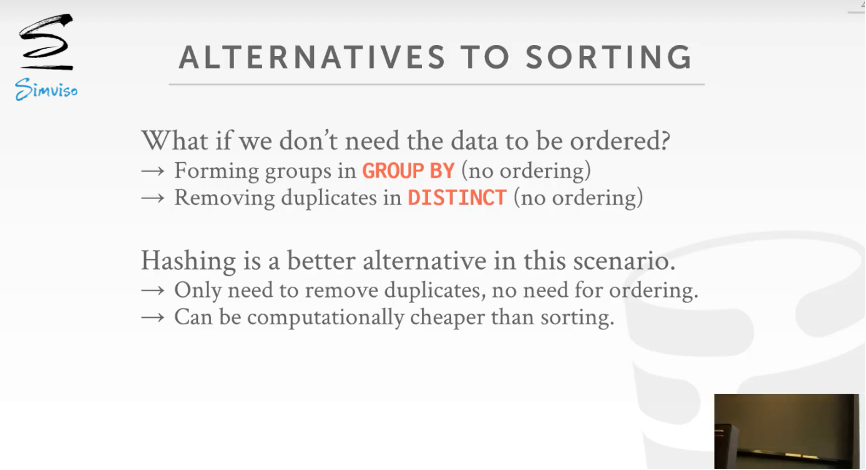 Simviso
ALTERNATIVES TO SORTING
What if we don't need the data to be ordered?
→ Forming groups in GROUP BY (no ordering)
→ Removing duplicates in DISTINCT (no ordering)
Hashing is a better alternative in this scenario.
→ Only need to remove duplicates, no need for ordering.
→ Can be computationally cheaper than sorting.